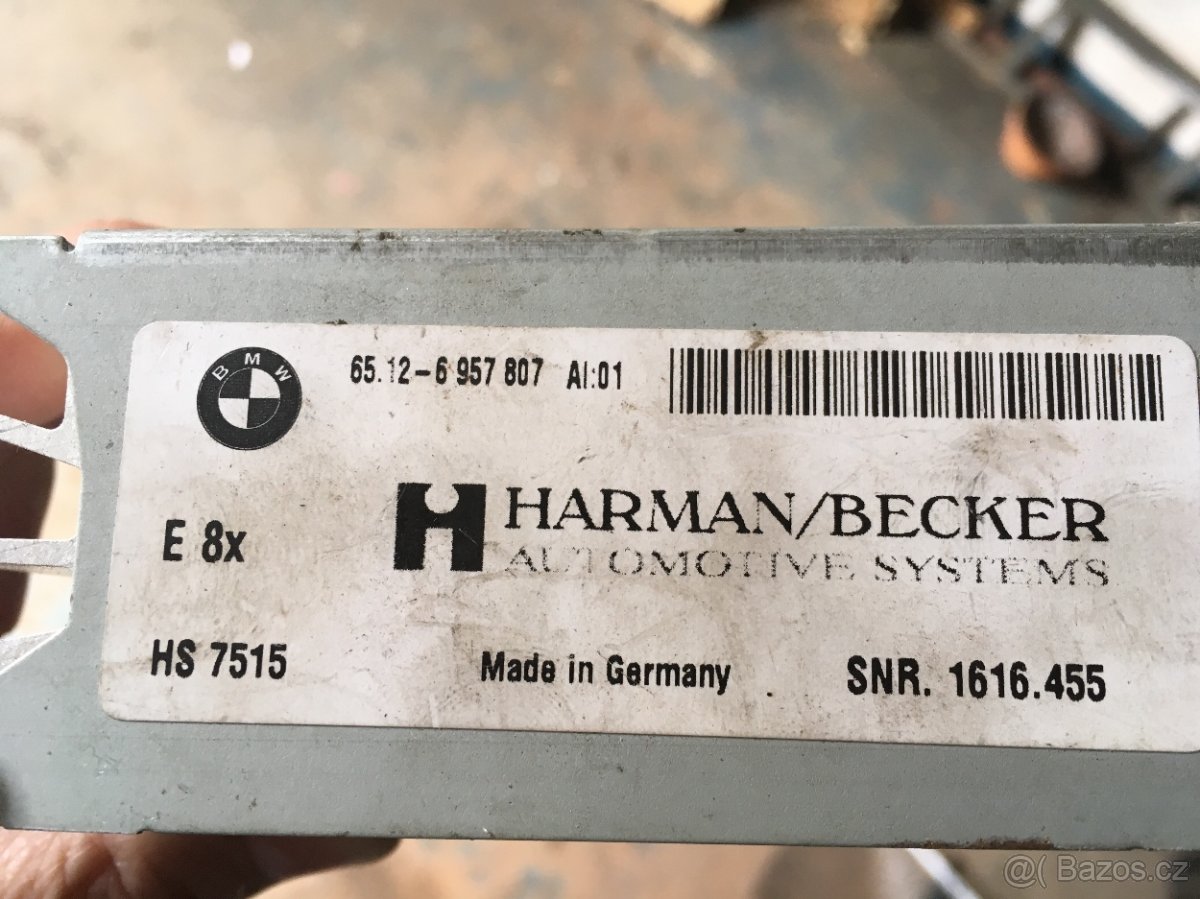 BMW
65.12-6 957 807 AI:01
HARMAN/BECKER
AUTOMOTIVE SYSTEMS
E 8x
HS 7515
Made in Germany
SNR. 1616.455
@( Bazos.cz